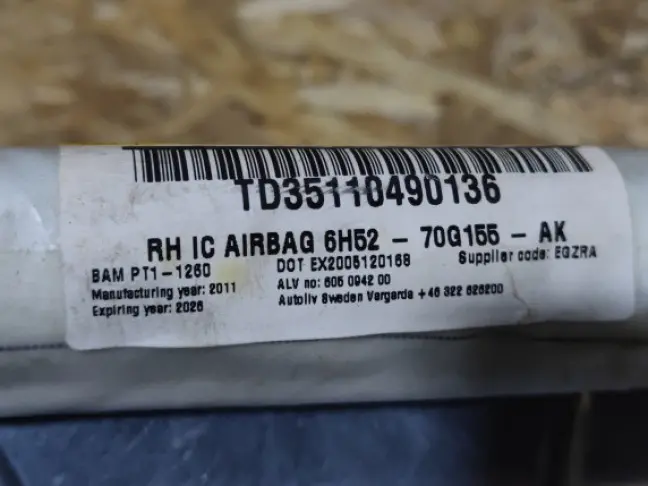 TD35110490136
RH IC AIRBAG 6H52 - 70G155 - AK
BAM PT1-1260 DOT EX2005120168 Supplier code: EGZRA
Manufacturing year: 2011 ALV no: 605 0942 00
Expiring year: 2026 Autoliv Sweden Vargarda +46 322 626200